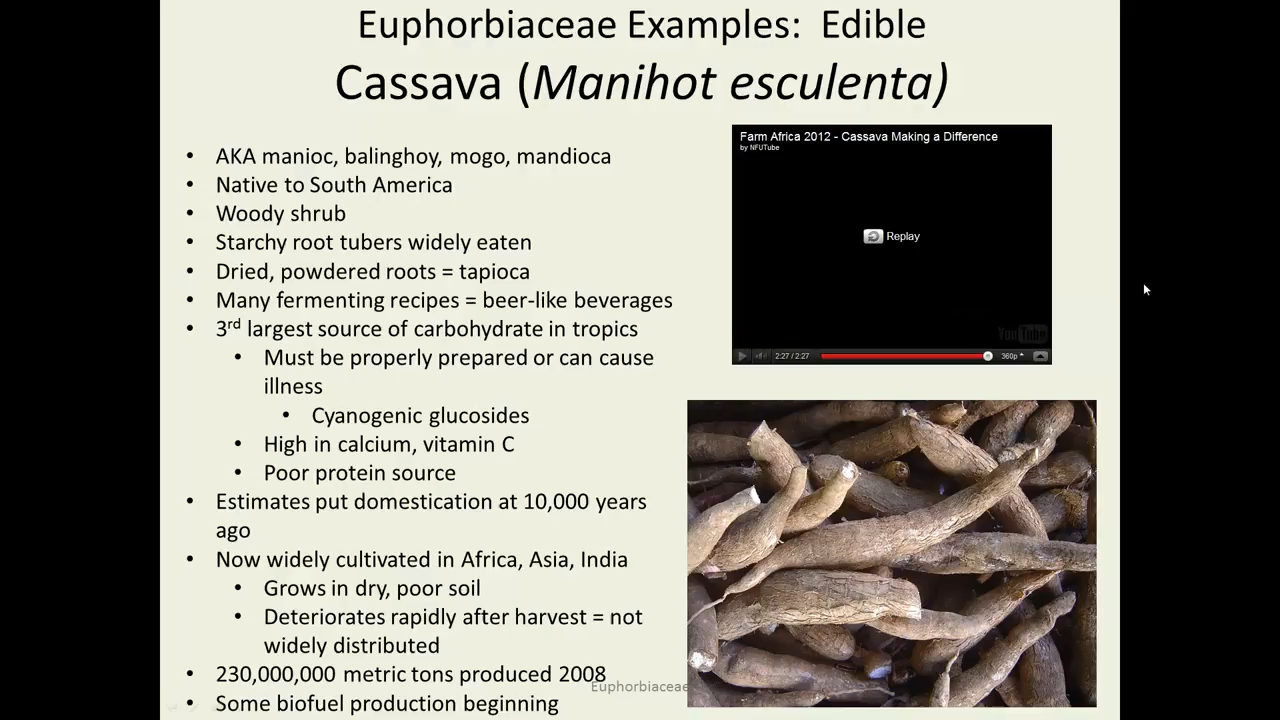 Euphorbiaceae Examples:  Edible
Cassava (Manihot esculenta)
• AKA manioc, balinghoy, mogo, mandioca
• Native to South America
• Woody shrub
• Starchy root tubers widely eaten
• Dried, powdered roots = tapioca
• Many fermenting recipes = beer-like beverages
• 3rd largest source of carbohydrate in tropics
• Must be properly prepared or can cause
illness
• Cyanogenic glucosides
• High in calcium, vitamin C
• Poor protein source
• Estimates put domestication at 10,000 years
ago
• Now widely cultivated in Africa, Asia, India
• Grows in dry, poor soil
• Deteriorates rapidly after harvest = not
widely distributed
• 230,000,000 metric tons produced 2008
• Some biofuel production beginning
Farm Africa 2012 - Cassava Making a Difference
by NFUTube
Replay
YouTube
2:27 / 2:27
360p
Euphorbiaceae